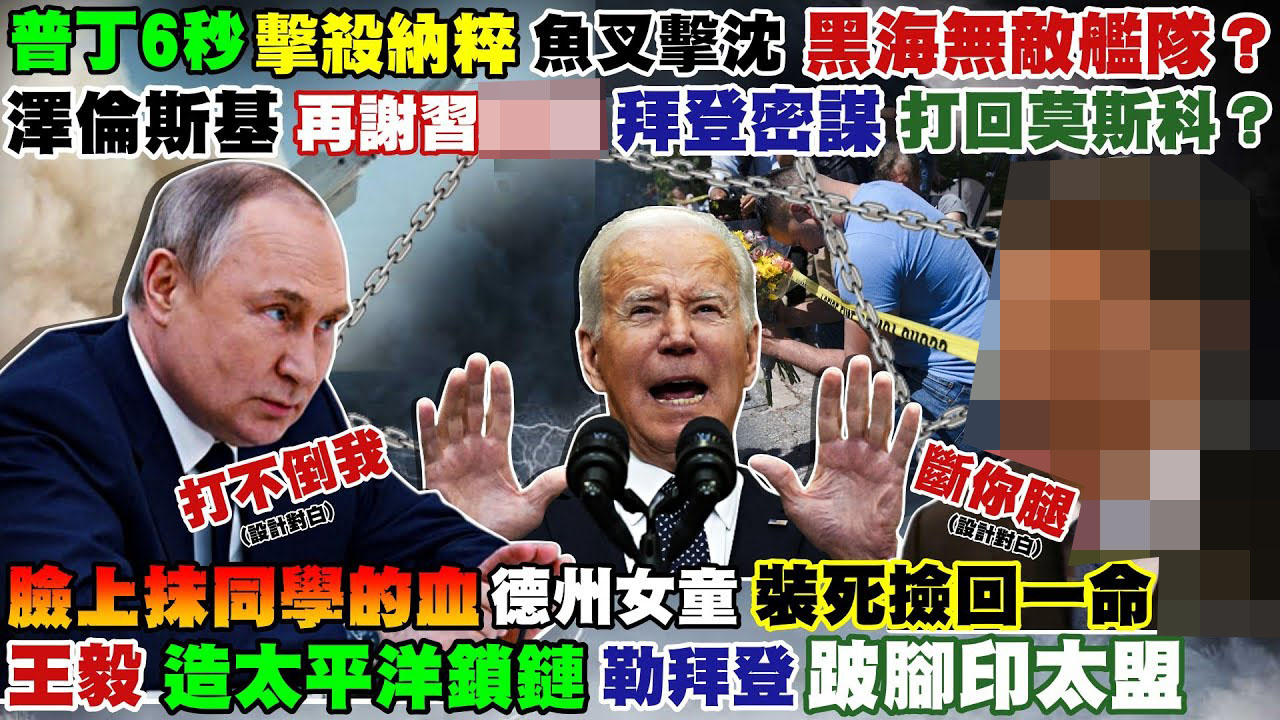 普丁6秒擊殺納粹 魚叉擊沈 黑海無敵艦隊?
澤倫斯基 再謝習 拜登密謀 打回莫斯科?
打不倒我
(設計對白)
斷你腿
(設計對白)
臉上抹同學的血 德州女童 裝死撿回一命
王毅 造太平洋鎖鏈 勒拜登 跛腳印太盟